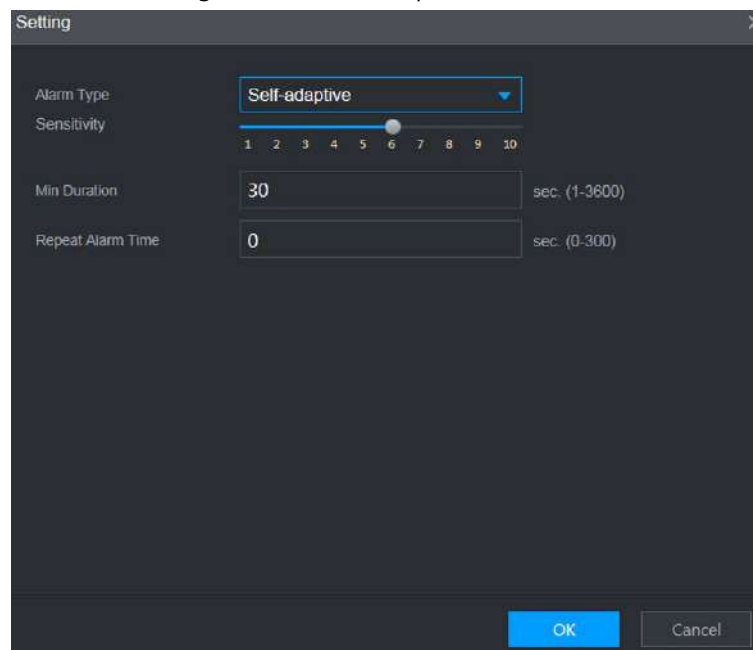 Setting
Alarm Type Self-adaptive
Sensitivity
1 2 3 4 5 6 7 8 9 10
Min Duration 30 sec. (1-3600)
Repeat Alarm Time 0 sec. (0-300)
OK Cancel